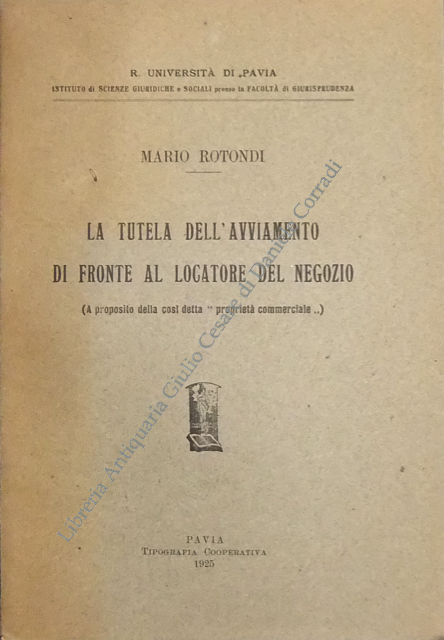 R. UNIVERSITÀ DI PAVIA
ISTITUTO di SCIENZE GIURIDICHE e SOCIALI presso la FACOLTÀ di GIURISPRUDENZA
MARIO ROTONDI
LA TUTELA DELL'AVVIAMENTO
DI FRONTE AL LOCATORE DEL NEGOZIO
(A proposito della così detta " proprietà commerciale „)
PAVIA
TIPOGRAFIA COOPERATIVA
1925
Libreria Antiquaria Giulio Cesare di Daniele Corradi